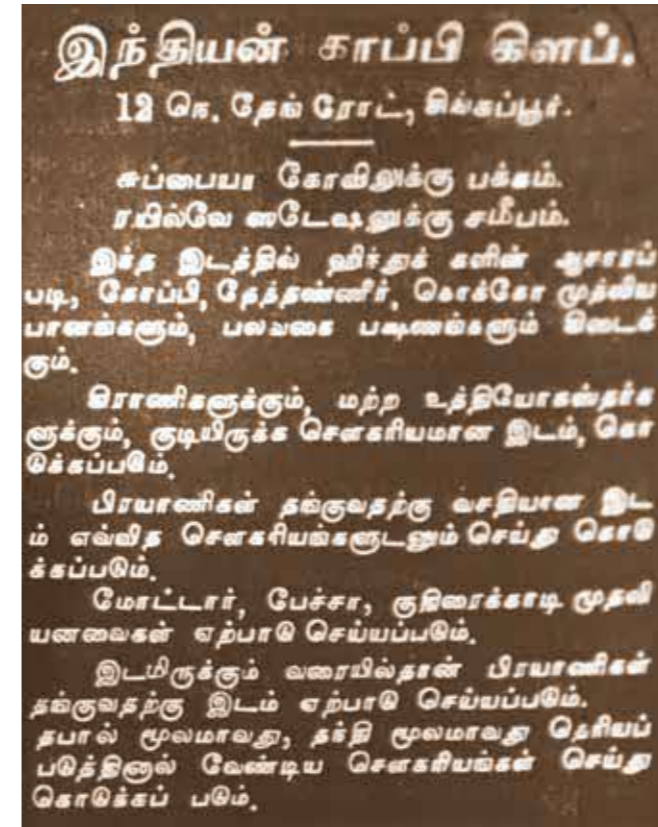 இந்தியன் காப்பி கிளப்.
12 நெ. தேங் ரோட், சிங்கப்பூர்.
சுப்பையா கோவிலுக்கு பக்கம்.
ரயில்வே ஸடேஷனுக்கு சமீபம்.
இந்த இடத்தில் ஹிந்துக் களின் ஆசாரப்
படி, கோப்பி, தேத்தண்ணீர், கொக்கோ முத்லிய
பானங்களும், பலவகை பக்ஷணங்களும் கிடைக்
கும்.
கிராணிகளுக்கும், மற்ற உத்தியோகஸ்தர்க
ளுக்கும், குடியிருக்க சௌகரியமான இடம், கொ
டுக்கப்படும்.
பிரயாணிகள் தங்குவதற்கு வசதியான இட
ம் எவ்வித சௌகரியங்களுடனும் செய்து கொடு
க்கப்படும்.
மோட்டார், பேச்சா, குதிரைக்காடி முதலி
யனவைகள் ஏற்பாடு செய்யப்படும்.
இடமிருக்கும் வரையில்தான் பிரயாணிகள்
தங்குவதற்கு இடம் ஏற்பாடு செய்யப்படும்.
தபால் மூலமாவது, தந்தி மூலமாவது தெரியப்
படுத்தினால் வேண்டிய சௌகரியங்கள் செய்து
கொடுக்கப் படும்.